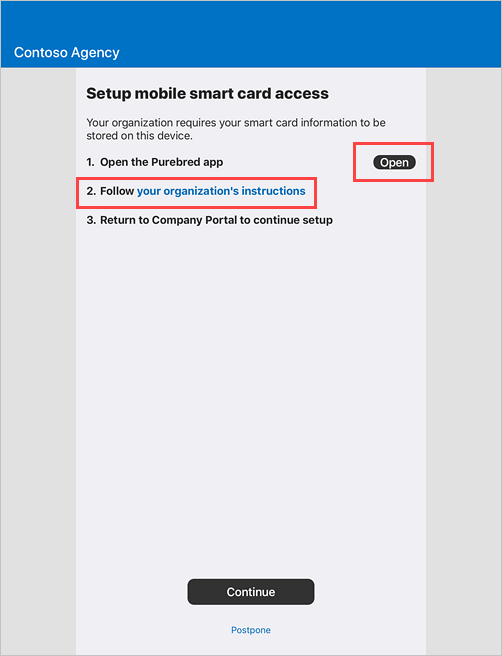 Contoso Agency
Setup mobile smart card access
Your organization requires your smart card information to be
stored on this device.
1. Open the Purebred app
Open
2. Follow your organization's instructions
3. Return to Company Portal to continue setup
Continue
Postpone